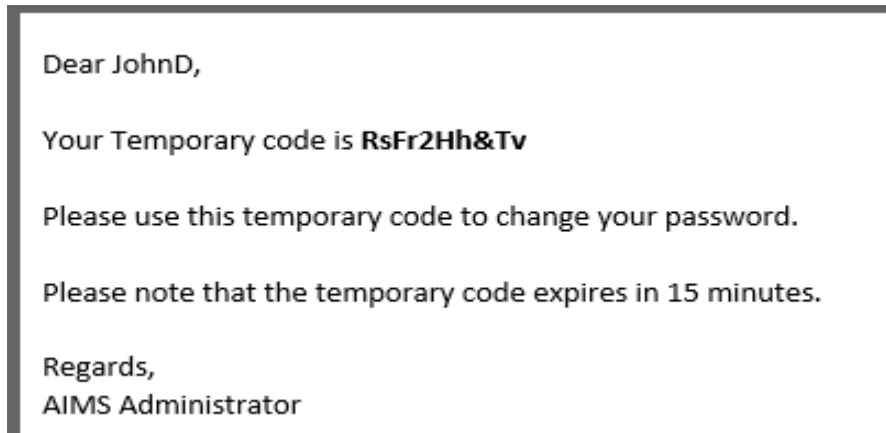 Dear JohnD,
Your Temporary code is RsFr2Hh&Tv
Please use this temporary code to change your password.
Please note that the temporary code expires in 15 minutes.
Regards,
AIMS Administrator